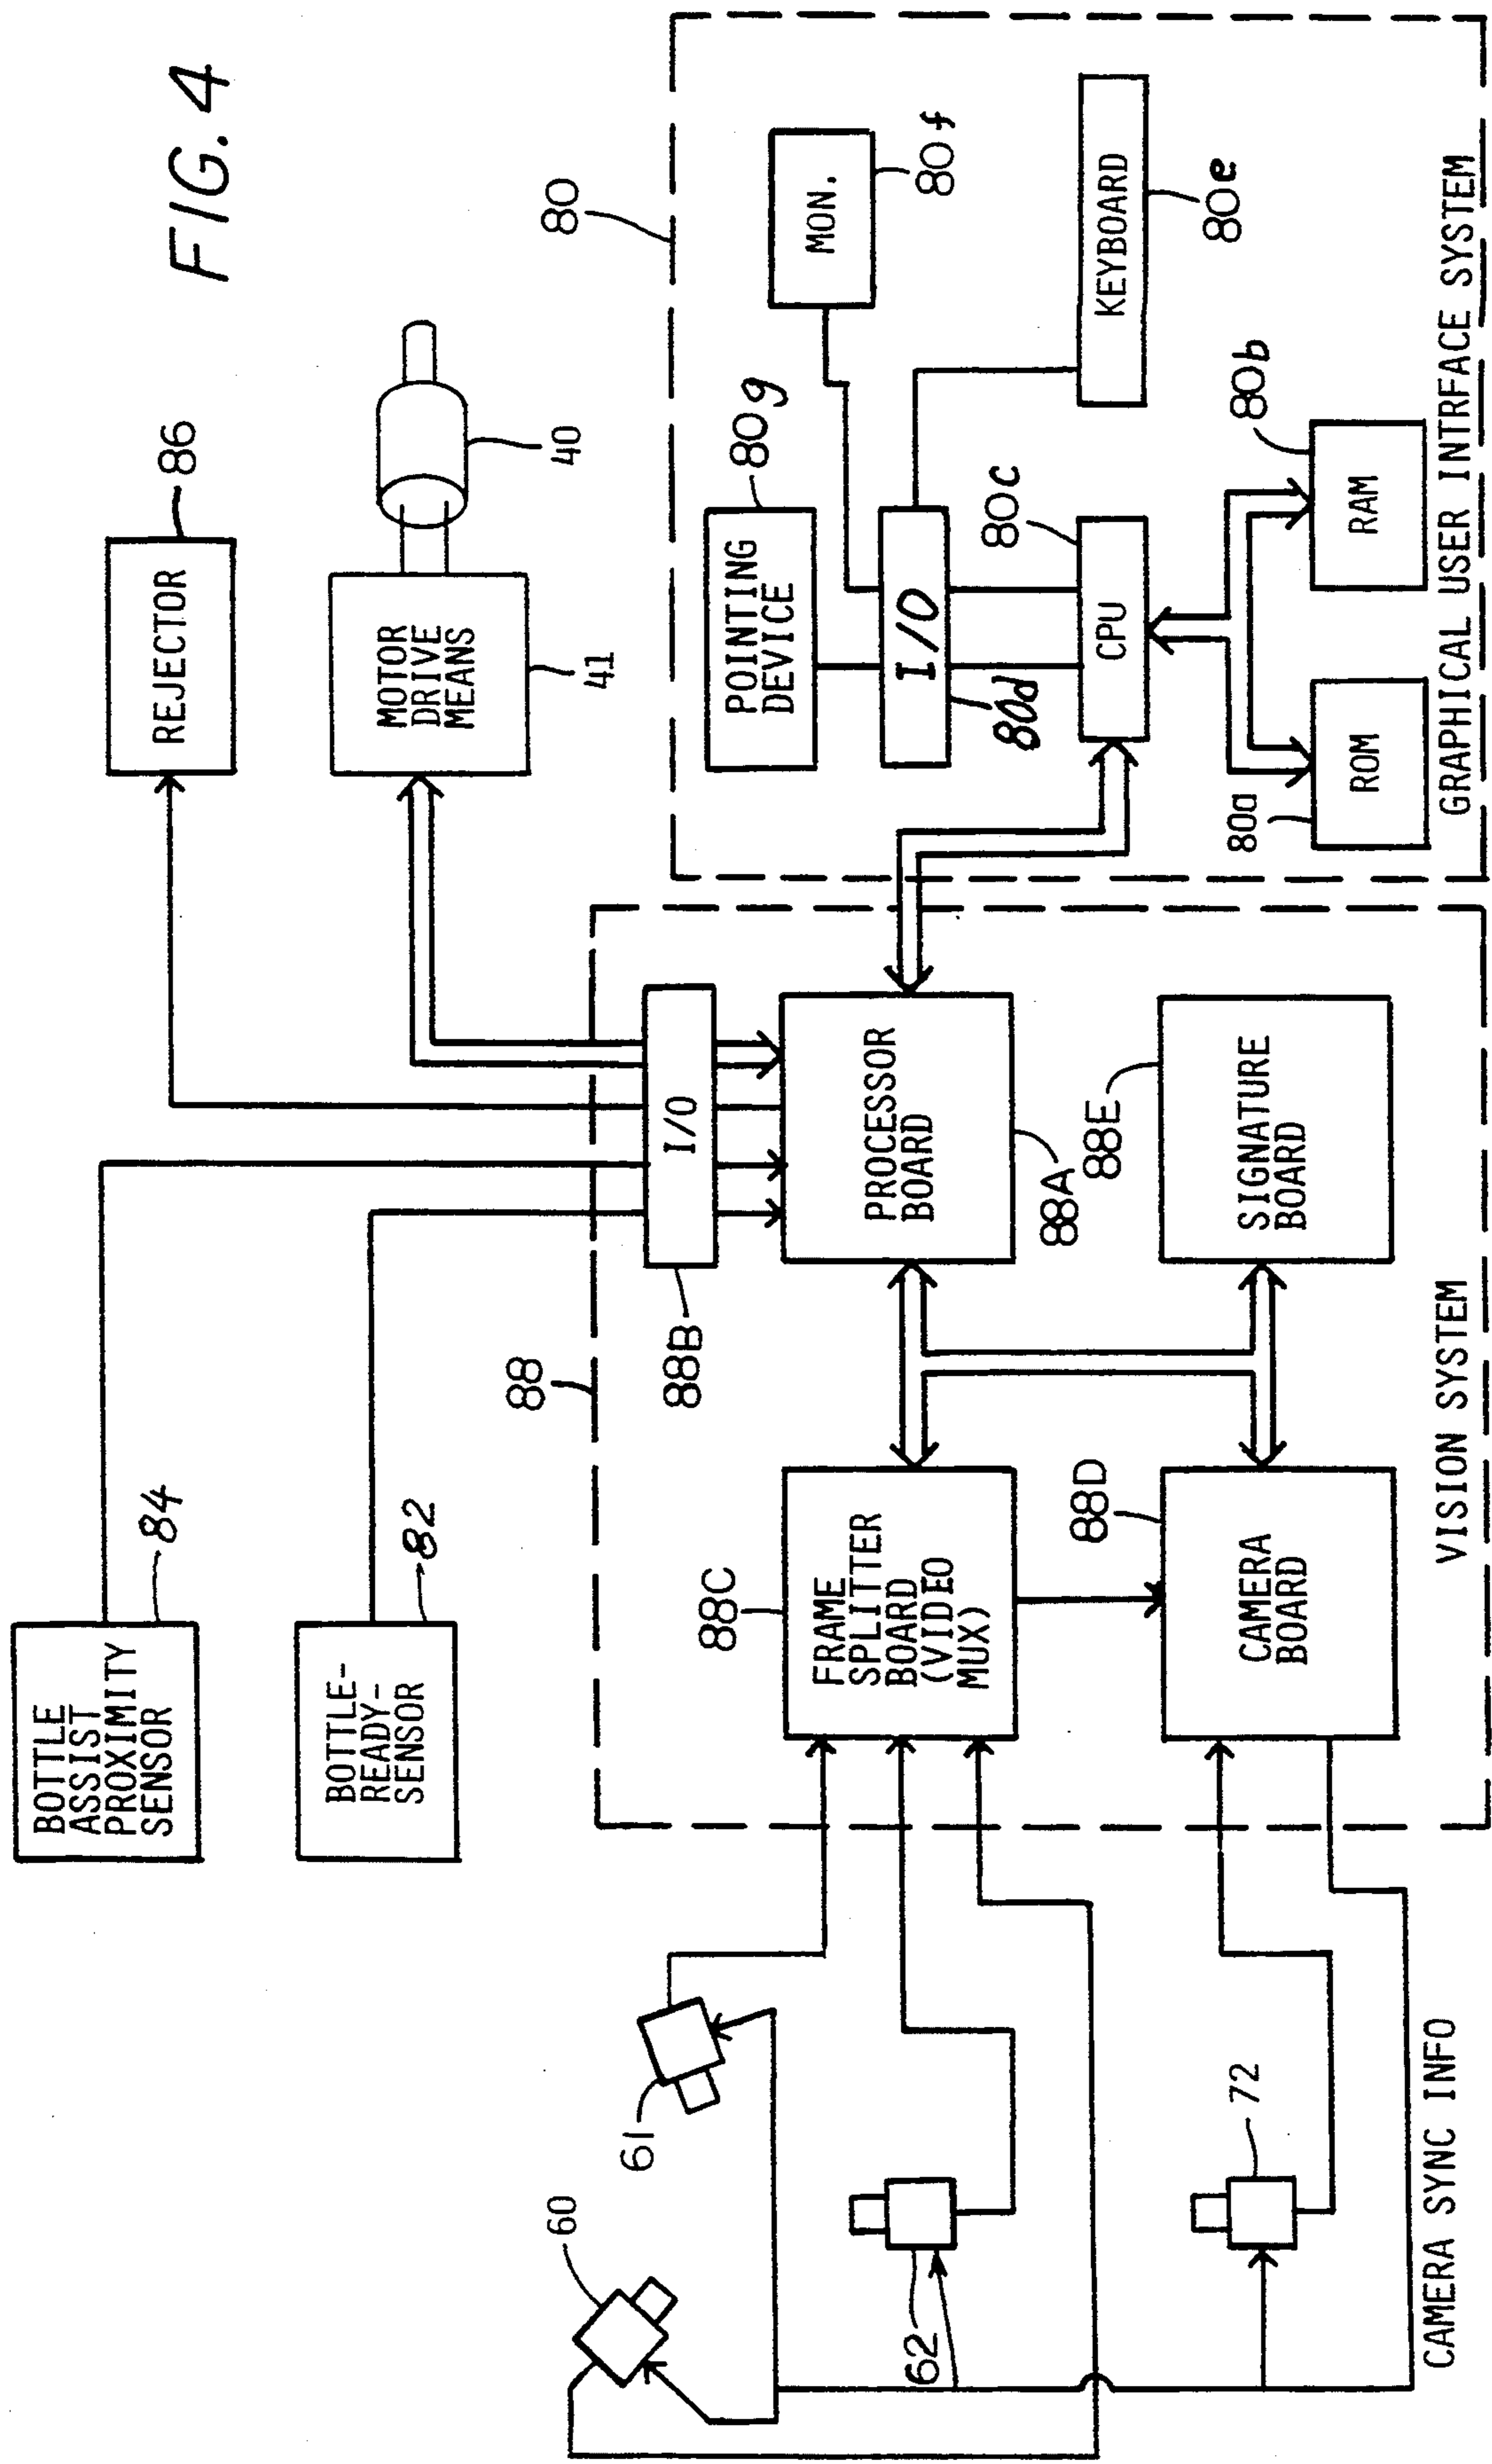 FIG. 4
BOTTLE
ASSIST
PROXIMITY
SENSOR
84
REJECTOR
86
BOTTLE-
READY-
SENSOR
82
MOTOR
DRIVE
MEANS
41
40
88
88B
I/O
80
60
61
62
72
CAMERA SYNC INFO
88C
FRAME
SPLITTER
BOARD
(VIDEO
MUX)
PROCESSOR
BOARD
88A
88D
CAMERA
BOARD
88E
SIGNATURE
BOARD
VISION SYSTEM
POINTING
DEVICE
80g
MON.
80f
I/O
80d
80c
CPU
KEYBOARD
80e
80a
ROM
80b
RAM
GRAPHICAL USER INTRFACE SYSTEM